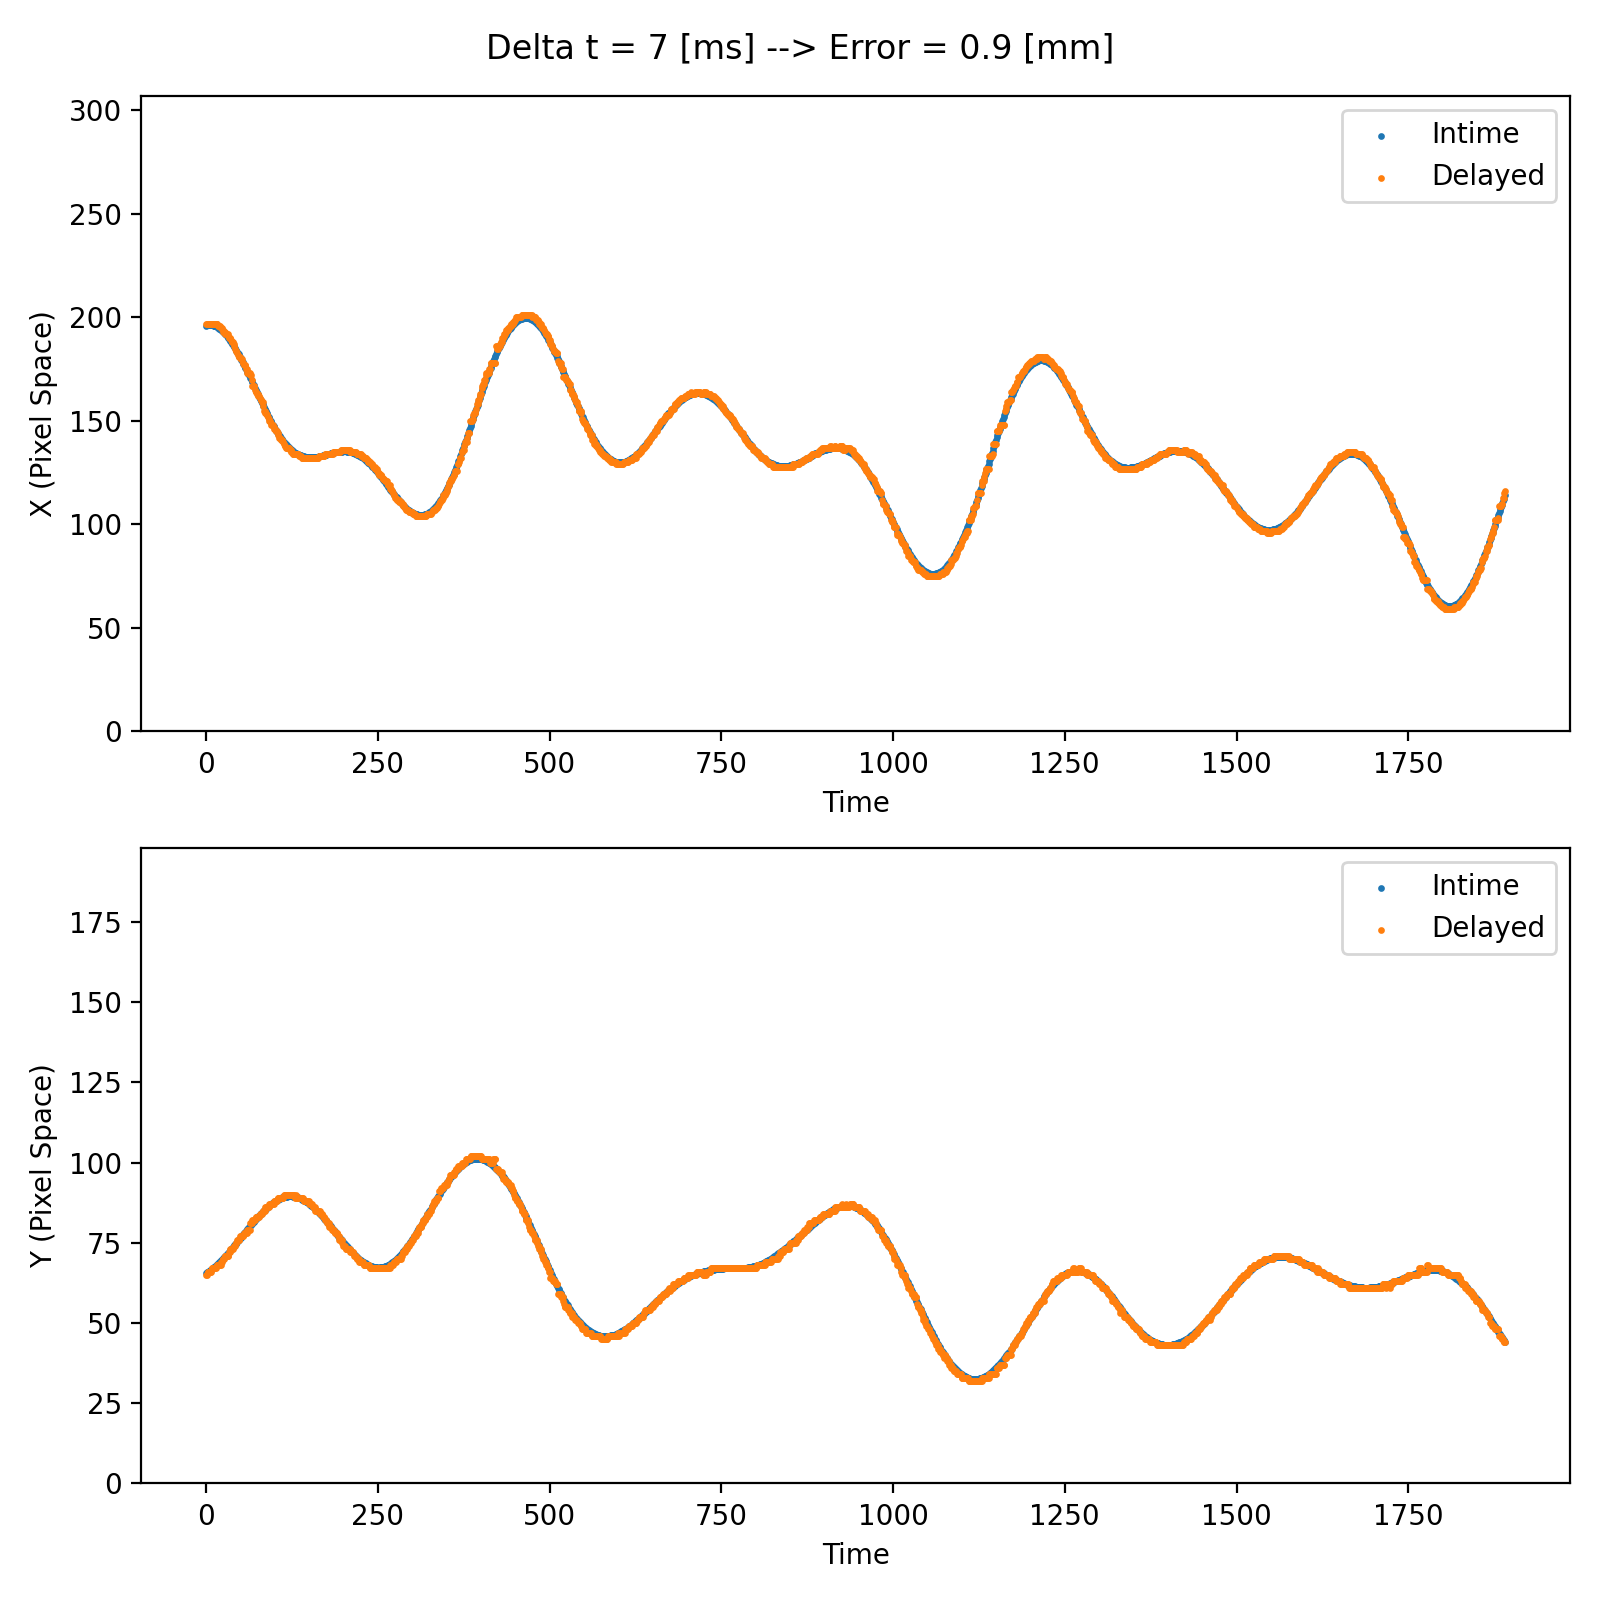 Delta t = 7 [ms] --> Error = 0.9 [mm]
300
250
200
150
100
50
0
X (Pixel Space)
Intime
Delayed
0 250 500 750 1000 1250 1500 1750
Time
175
150
125
100
75
50
25
0
Y (Pixel Space)
Intime
Delayed
0 250 500 750 1000 1250 1500 1750
Time